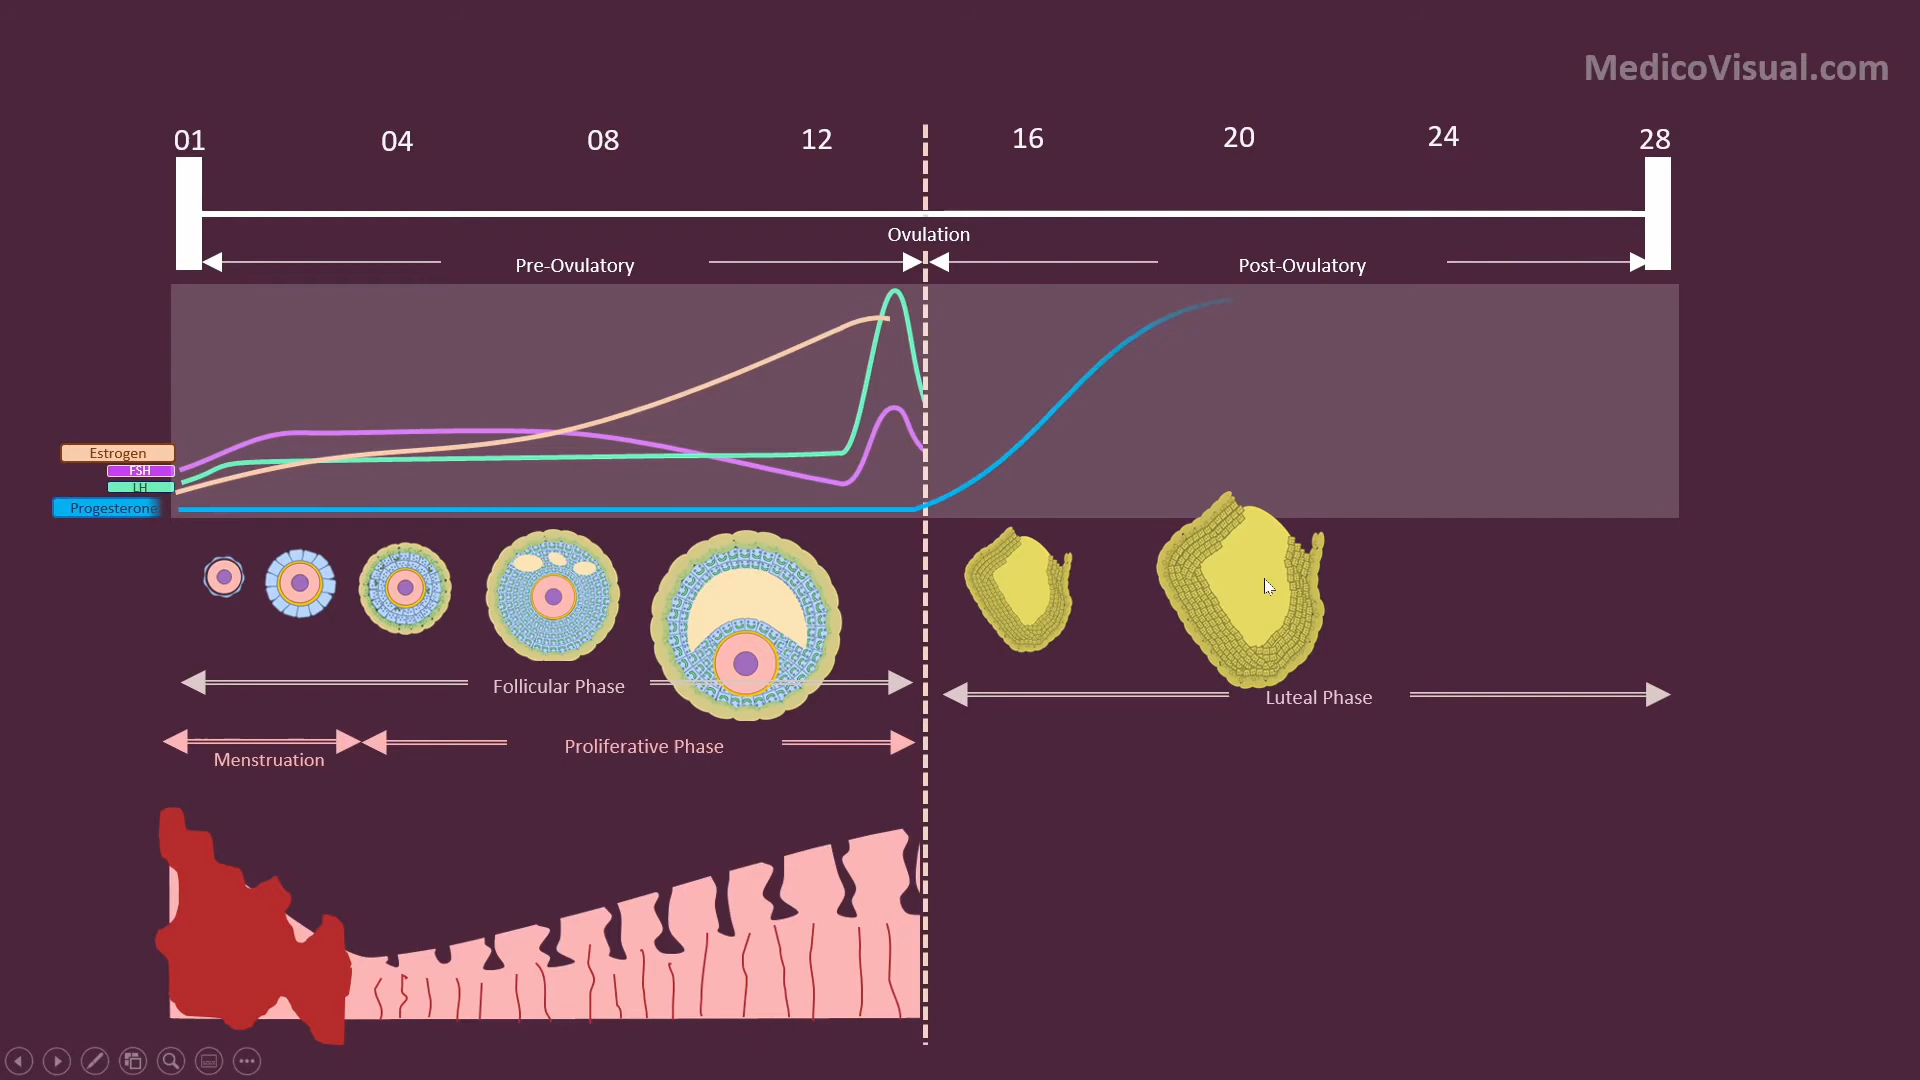 MedicoVisual.com
01 04 08 12 16 20 24 28
Ovulation
Pre-Ovulatory Post-Ovulatory
Estrogen
FSH
LH
Progesterone
Follicular Phase Luteal Phase
Proliferative Phase
Menstruation